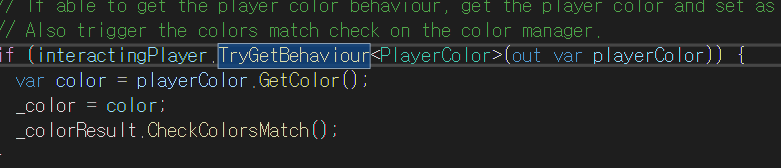 // If able to get the player color behaviour, get the player color and set as
// Also trigger the colors match check on the color manager.
if (interactingPlayer.TryGetBehaviour<PlayerColor>(out var playerColor)) {
var color = playerColor.GetColor();
_color = color;
_colorResult.CheckColorsMatch();